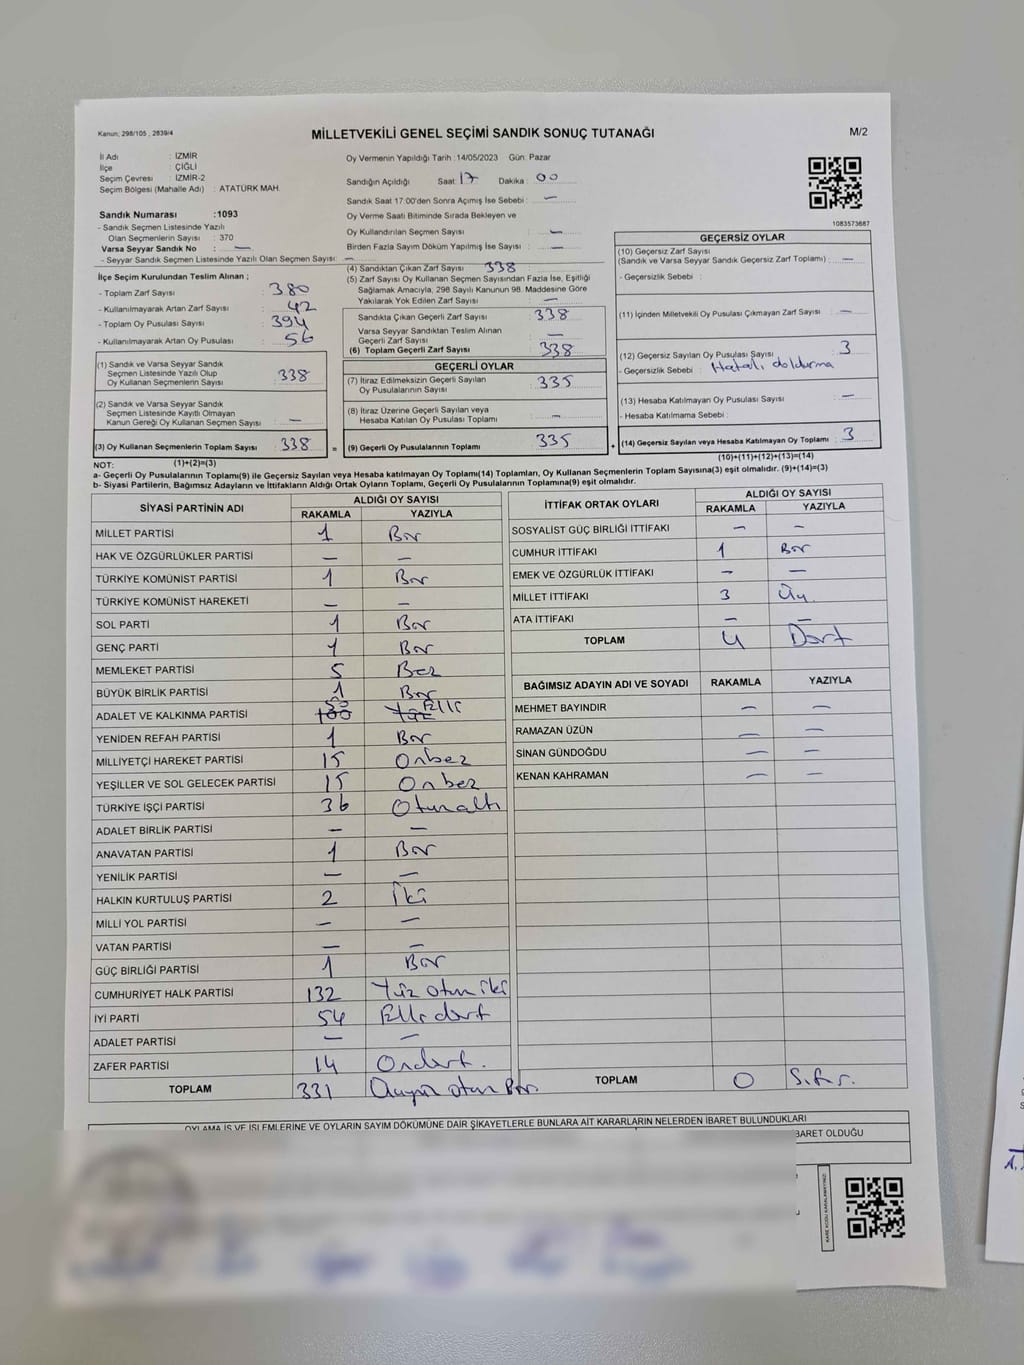 Kanun; 298/105 , 2839/4
MİLLETVEKİLİ GENEL SEÇİMİ SANDIK SONUÇ TUTANAĞI
M/2
İl Adı : İZMİR
İlçe : ÇİĞLİ
Seçim Çevresi : İZMİR-2
Seçim Bölgesi (Mahalle Adı) : ATATÜRK MAH.
Sandık Numarası :1093
- Sandık Seçmen Listesinde Yazılı
Olan Seçmenlerin Sayısı : 370
Varsa Seyyar Sandık No : —
- Seyyar Sandık Seçmen Listesinde Yazılı Olan Seçmen Sayısı: —
İlçe Seçim Kurulundan Teslim Alınan ;
- Toplam Zarf Sayısı : 380
- Kullanılmayarak Artan Zarf Sayısı : 42
- Toplam Oy Pusulası Sayısı : 394
- Kullanılmayarak Artan Oy Pusulası : 56
Oy Vermenin Yapıldığı Tarih :14/05/2023 Gün: Pazar
Sandığın Açıldığı Saat: 17 Dakika : 00
Sandık Saat 17:00'den Sonra Açımış İse Sebebi : —
Oy Verme Saati Bitiminde Sırada Bekleyen ve
Oy Kullandırılan Seçmen Sayısı : —
Birden Fazla Sayım Döküm Yapılmış İse Sayısı : —
(4) Sandıktan Çıkan Zarf Sayısı 338
(5) Zarf Sayısı Oy Kullanan Seçmen Sayısından Fazla İse, Eşitliği
Sağlamak Amacıyla, 298 Sayılı Kanunun 98. Maddesine Göre
Yakılarak Yok Edilen Zarf Sayısı : —
Sandıkta Çıkan Geçerli Zarf Sayısı : 338
Varsa Seyyar Sandıktan Teslim Alınan
Geçerli Zarf Sayısı : —
(6) Toplam Geçerli Zarf Sayısı : 338
1083573687
GEÇERSİZ OYLAR
(10) Geçersiz Zarf Sayısı
(Sandık ve Varsa Seyyar Sandık Geçersiz Zarf Toplamı) : —
- Geçersizlik Sebebi :
(11) İçinden Milletvekili Oy Pusulası Çıkmayan Zarf Sayısı : —
(12) Geçersiz Sayılan Oy Pusulası Sayısı : 3
- Geçersizlik Sebebi : Hatalı doldurma
(13) Hesaba Katılmayan Oy Pusulası Sayısı : —
- Hesaba Katılmama Sebebi :
(14) Geçersiz Sayılan veya Hesaba Katılmayan Oy Toplamı : 3
(10)+(11)+(12)+(13)=(14)
(1) Sandık ve Varsa Seyyar Sandık
Seçmen Listesinde Yazılı Olup
Oy Kullanan Seçmenlerin Sayısı : 338
(2) Sandık ve Varsa Seyyar Sandık
Seçmen Listesinde Kayıtlı Olmayan
Kanun Gereği Oy Kullanan Seçmen Sayısı : —
(3) Oy Kullanan Seçmenlerin Toplam Sayısı : 338 =
(1)+(2)=(3)
GEÇERLİ OYLAR
(7) İtiraz Edilmeksizin Geçerli Sayılan
Oy Pusulalarının Sayısı : 335
(8) İtiraz Üzerine Geçerli Sayılan veya
Hesaba Katılan Oy Pusulası Toplamı : —
(9) Geçerli Oy Pusulalarının Toplamı : 335 +
NOT:
a- Geçerli Oy Pusulalarının Toplamı(9) ile Geçersiz Sayılan veya Hesaba katılmayan Oy Toplamı(14) Toplamları, Oy Kullanan Seçmenlerin Toplam Sayısına(3) eşit olmalıdır. (9)+(14)=(3)
b- Siyasi Partilerin, Bağımsız Adayların ve İttifakların Aldığı Ortak Oyların Toplamı, Geçerli Oy Pusulalarının Toplamına(9) eşit olmalıdır.
SİYASİ PARTİNİN ADI ALDIĞI OY SAYISI
RAKAMLA YAZIYLA
MİLLET PARTİSİ 1 Bir
HAK VE ÖZGÜRLÜKLER PARTİSİ — —
TÜRKİYE KOMÜNİST PARTİSİ 1 Bir
TÜRKİYE KOMÜNİST HAREKETİ — —
SOL PARTİ 1 Bir
GENÇ PARTİ 1 Bir
MEMLEKET PARTİSİ 5 Beş
BÜYÜK BİRLİK PARTİSİ 1 Bir
ADALET VE KALKINMA PARTİSİ 50 Elli
YENİDEN REFAH PARTİSİ 1 Bir
MİLLİYETÇİ HAREKET PARTİSİ 15 Onbeş
YEŞİLLER VE SOL GELECEK PARTİSİ 15 Onbeş
TÜRKİYE İŞÇİ PARTİSİ 36 Otuzaltı
ADALET BİRLİK PARTİSİ — —
ANAVATAN PARTİSİ 1 Bir
YENİLİK PARTİSİ — —
HALKIN KURTULUŞ PARTİSİ 2 İki
MİLLİ YOL PARTİSİ — —
VATAN PARTİSİ — —
GÜÇ BİRLİĞİ PARTİSİ 1 Bir
CUMHURİYET HALK PARTİSİ 132 Yüz otuz iki
İYİ PARTİ 54 Elli dört
ADALET PARTİSİ — —
ZAFER PARTİSİ 14 Ondört.
TOPLAM 331 Üçyüz otuz Bir.
İTTİFAK ORTAK OYLARI ALDIĞI OY SAYISI
RAKAMLA YAZIYLA
SOSYALİST GÜÇ BİRLİĞİ İTTİFAKI — —
CUMHUR İTTİFAKI 1 Bir
EMEK VE ÖZGÜRLÜK İTTİFAKI — —
MİLLET İTTİFAKI 3 Üç
ATA İTTİFAKI — —
TOPLAM 4 Dört
BAĞIMSIZ ADAYIN ADI VE SOYADI RAKAMLA YAZIYLA
MEHMET BAYINDIR — —
RAMAZAN ÜZÜN — —
SİNAN GÜNDOĞDU — —
KENAN KAHRAMAN — —
TOPLAM 0 Sıfır.
OYLAMA İŞ VE İŞLEMLERİNE VE OYLARIN SAYIM DÖKÜMÜNE DAİR ŞİKAYETLERLE BUNLARA AİT KARARLARIN NELERDEN İBARET BULUNDUKLARI
BARET OLDUĞU